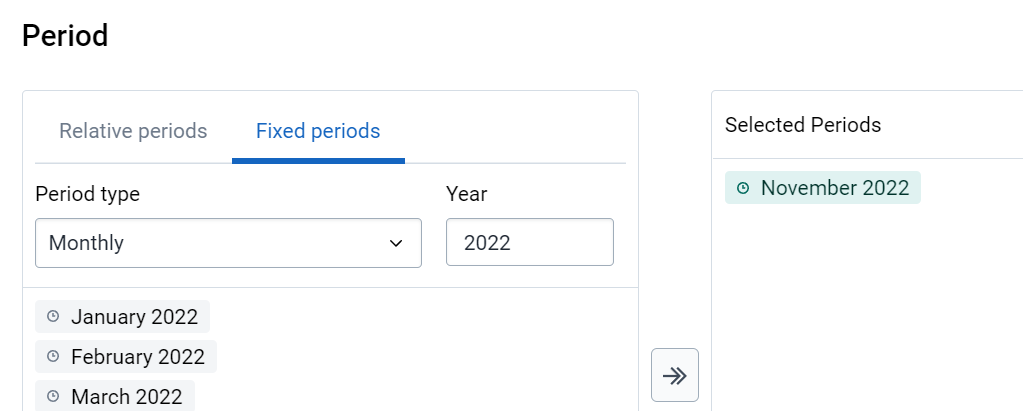 Period
Relative periods
Fixed periods
Period type
Year
Monthly
2022
January 2022
February 2022
March 2022
Selected Periods
November 2022